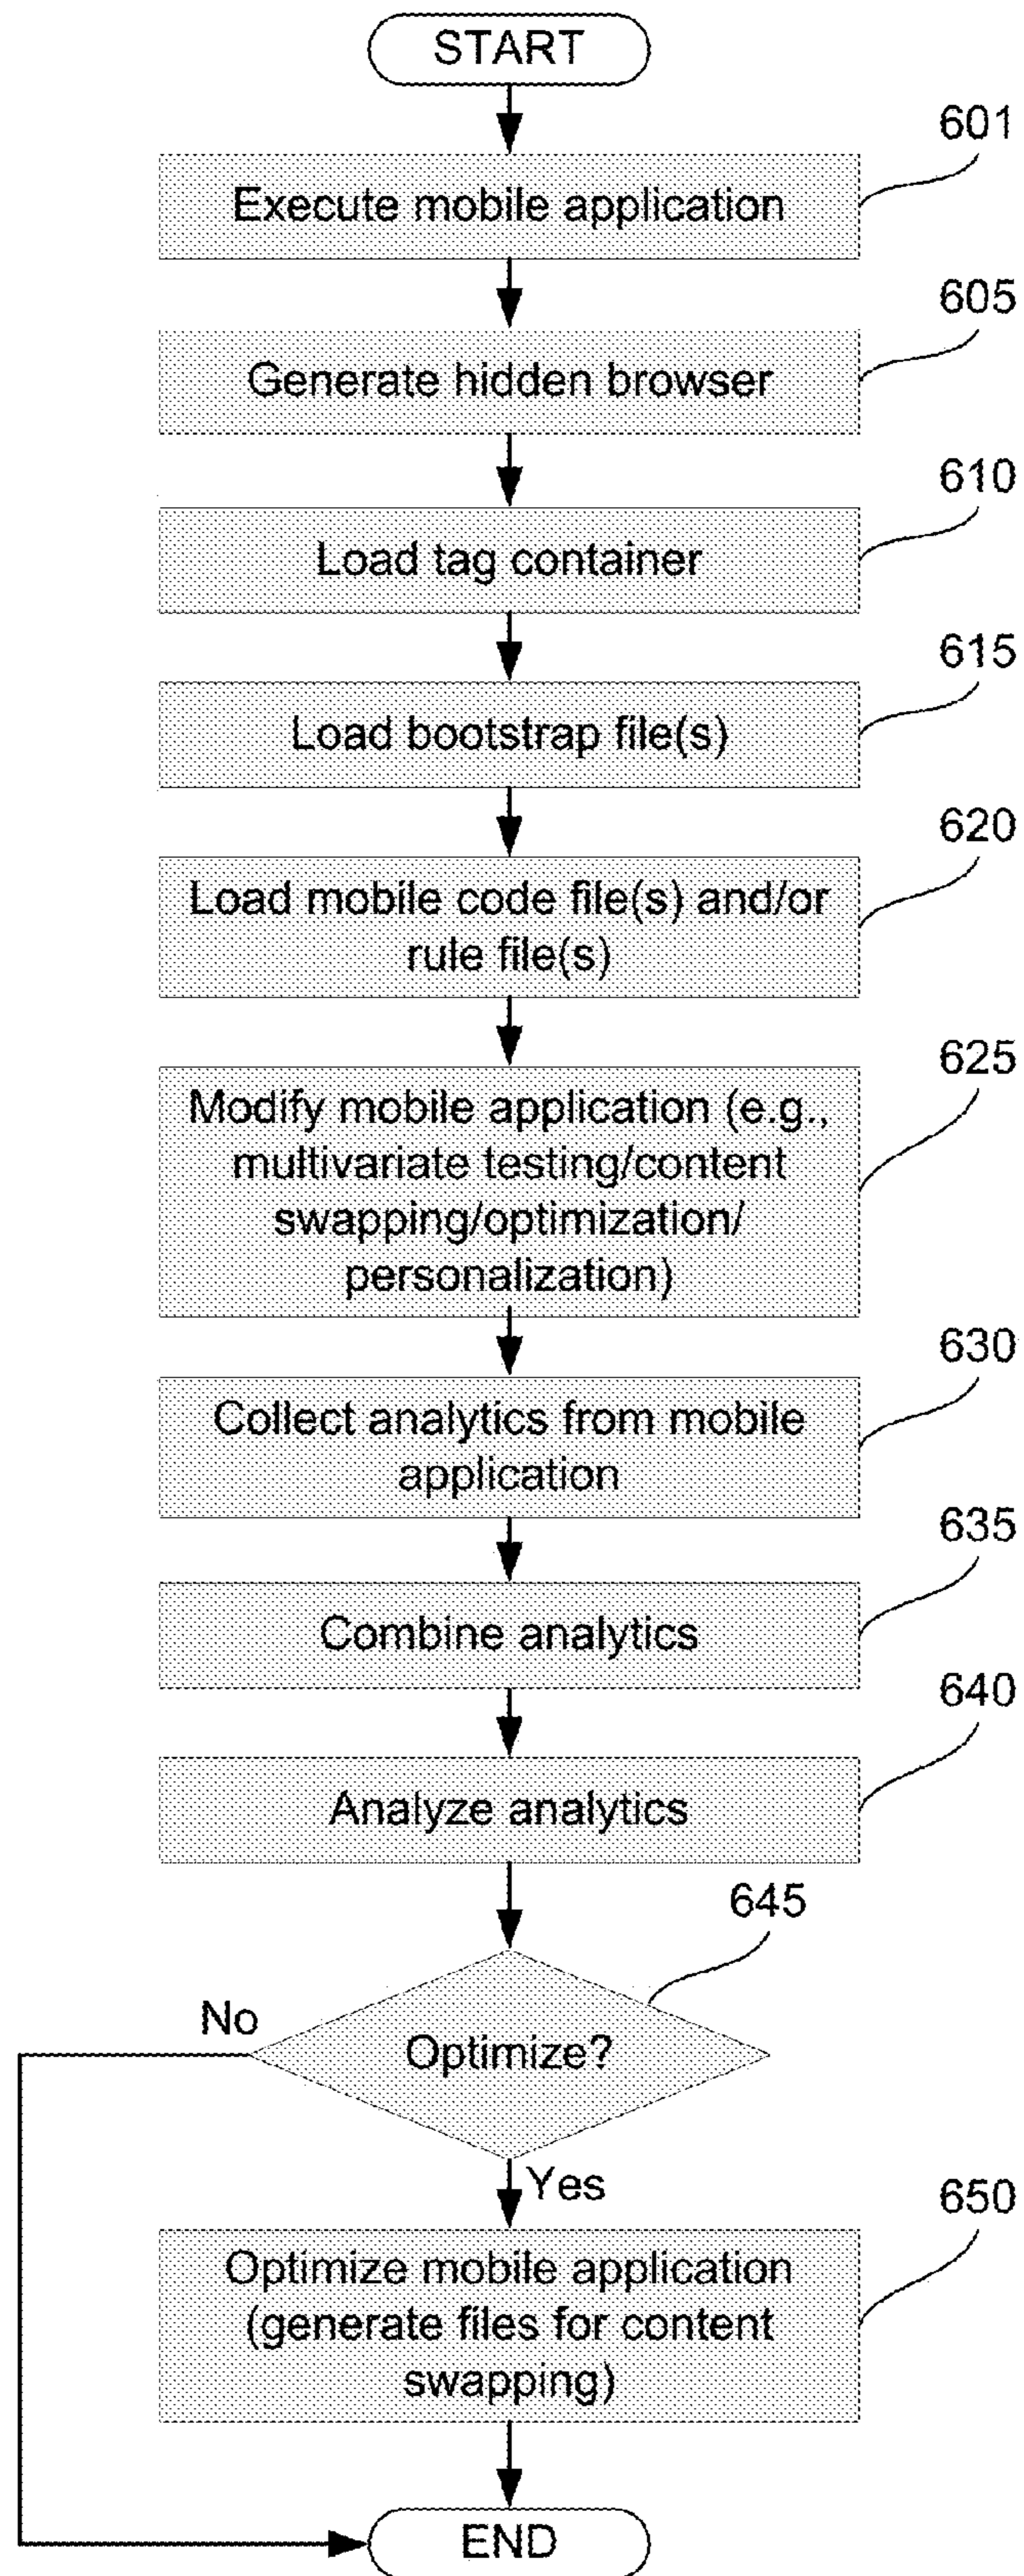 START
601
Execute mobile application
605
Generate hidden browser
610
Load tag container
615
Load bootstrap file(s)
620
Load mobile code file(s) and/or
rule file(s)
625
Modify mobile application (e.g.,
multivariate testing/content
swapping/optimization/
personalization)
630
Collect analytics from mobile
application
635
Combine analytics
640
Analyze analytics
645
No
Optimize?
Yes
650
Optimize mobile application
(generate files for content
swapping)
END